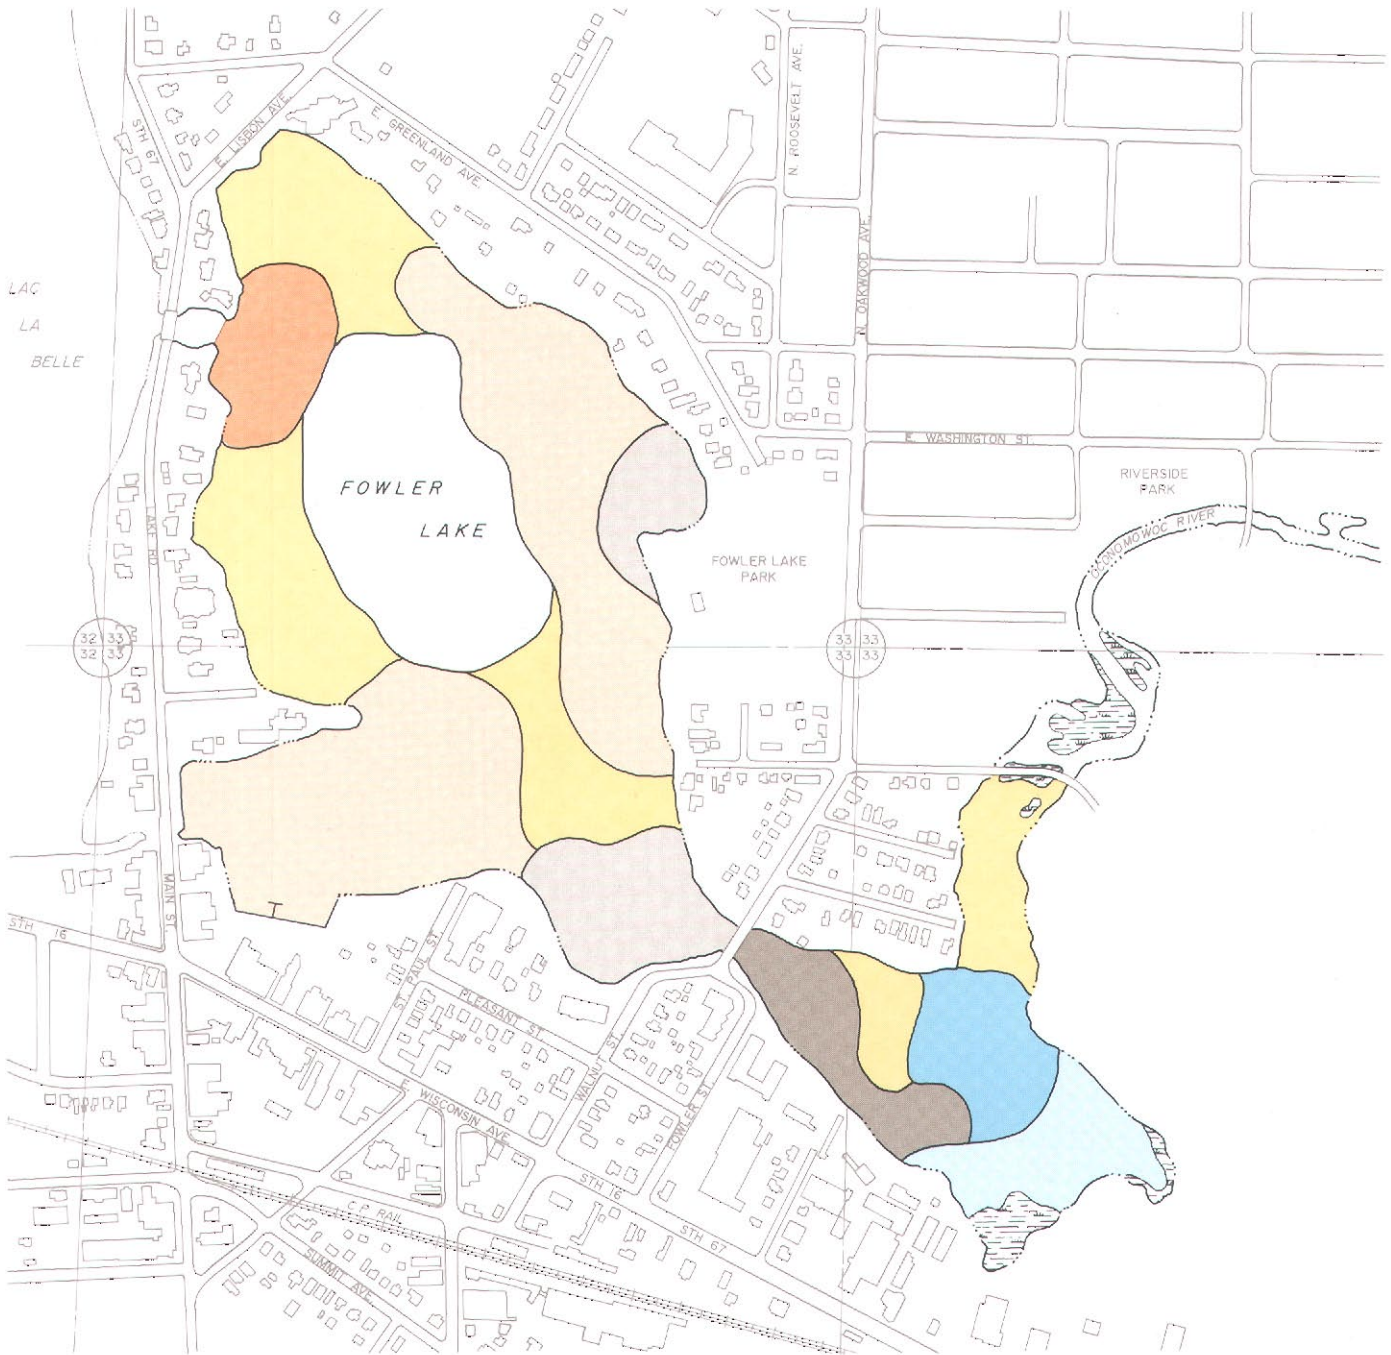 E. LISBON AVE.
E. GREENLAND AVE.
STH 67
N. ROOSEVELT AVE.
N. OAKWOOD AVE.
LAC
LA
BELLE
E. WASHINGTON ST.
RIVERSIDE
PARK
FOWLER
LAKE
OCONOMOWOC RIVER
LAKE RD
FOWLER LAKE
PARK
32 33
32 33
33 33
33 33
MAIN ST.
STH 16
ST. PAUL ST.
PLEASANT ST.
WALNUT ST.
FOWLER ST.
E. WISCONSIN AVE.
STH 16
STH 67
C P RAIL
SUMMIT AVE.